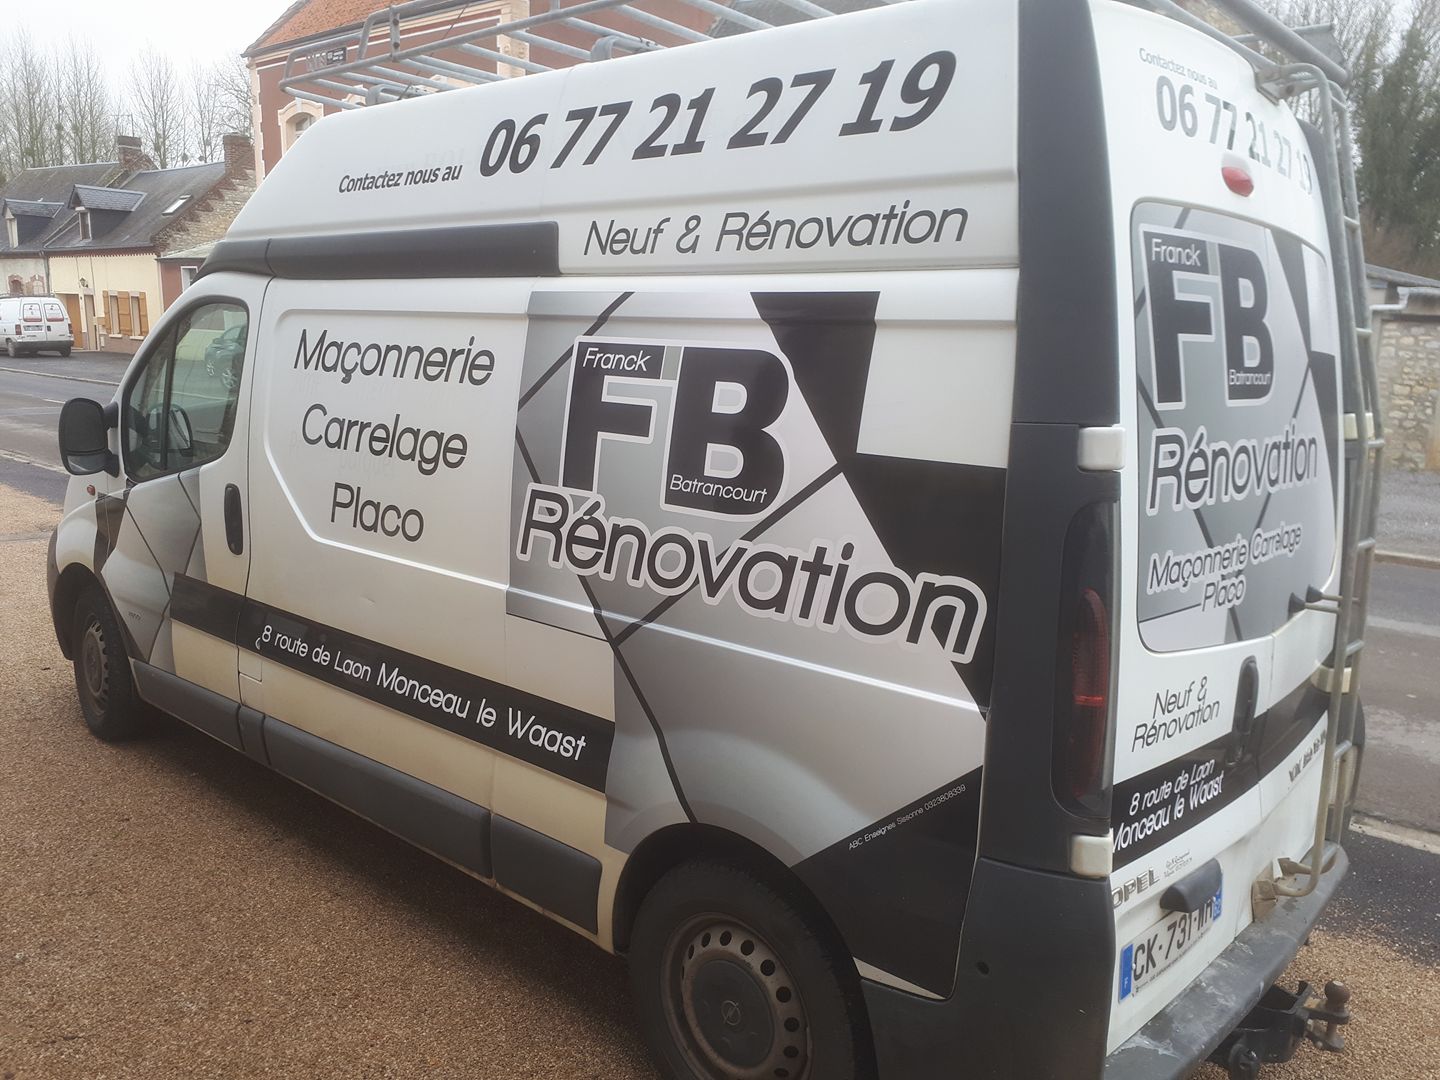 Contactez nous au 06 77 21 27 19
Neuf & Rénovation
Maçonnerie
Carrelage
Placo
Franck
FB
Batrancourt
Rénovation
8 route de Laon Monceau le Waast
ABC Enseignes Sissonne 0323808339
Contactez nous au
06 77 21 27 19
Franck
FB
Batrancourt
Rénovation
Maçonnerie Carrelage
Placo
Neuf &
Rénovation
8 route de Laon
Monceau le Waast
OPEL
CK-731-
F